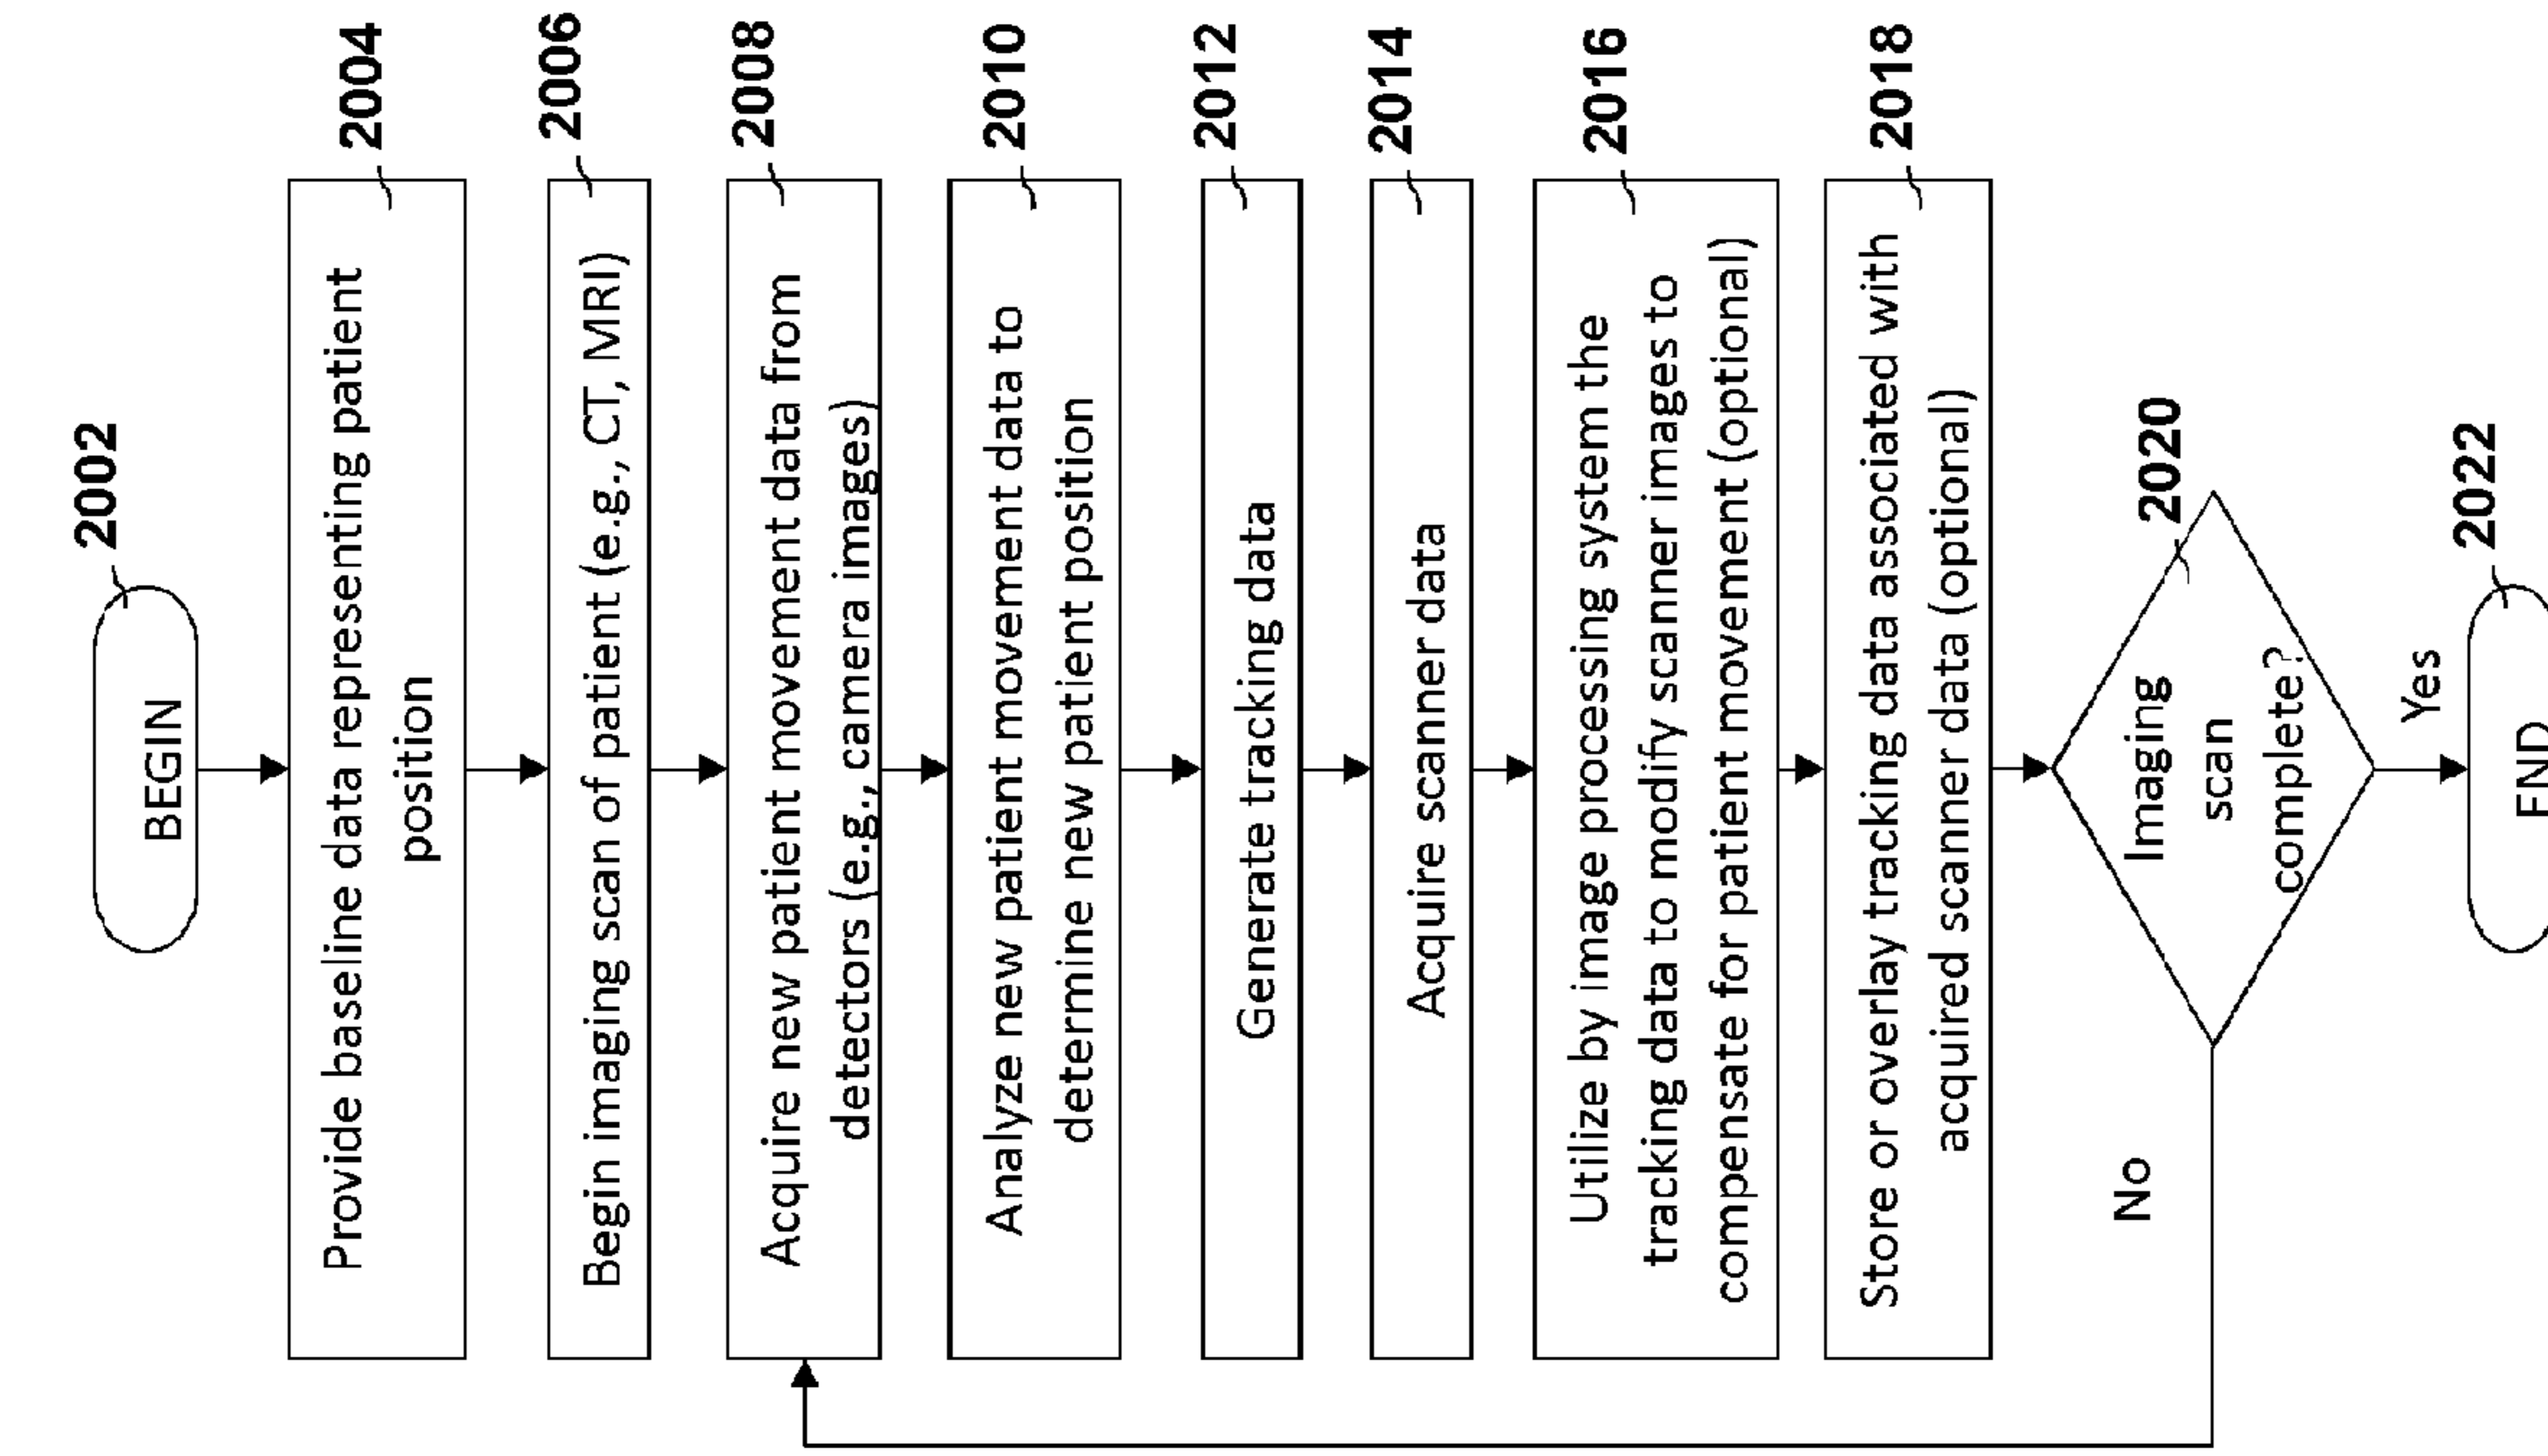 2002
BEGIN
2004
Provide baseline data representing patient
position
2006
Begin imaging scan of patient (e.g., CT, MRI)
2008
Acquire new patient movement data from
detectors (e.g., camera images)
2010
Analyze new patient movement data to
determine new patient position
2012
Generate tracking data
2014
Acquire scanner data
2016
Utilize by image processing system the
tracking data to modify scanner images to
compensate for patient movement (optional)
2018
Store or overlay tracking data associated with
acquired scanner data (optional)
2020
Imaging
scan
complete?
No
Yes
2022
END